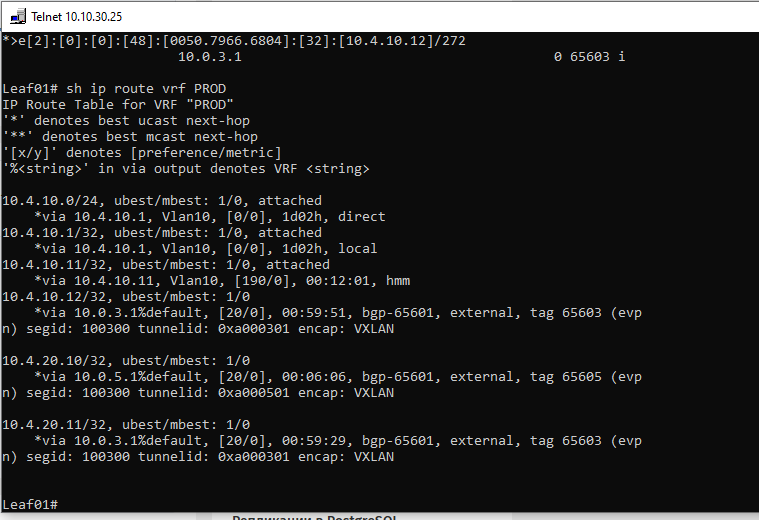 Telnet 10.10.30.25
*>e[2]:[0]:[0]:[48]:[0050.7966.6804]:[32]:[10.4.10.12]/272
                      10.0.3.1                                       0 65603 i

Leaf01# sh ip route vrf PROD
IP Route Table for VRF "PROD"
'*' denotes best ucast next-hop
'**' denotes best mcast next-hop
'[x/y]' denotes [preference/metric]
'%<string>' in via output denotes VRF <string>

10.4.10.0/24, ubest/mbest: 1/0, attached
    *via 10.4.10.1, Vlan10, [0/0], 1d02h, direct
10.4.10.1/32, ubest/mbest: 1/0, attached
    *via 10.4.10.1, Vlan10, [0/0], 1d02h, local
10.4.10.11/32, ubest/mbest: 1/0, attached
    *via 10.4.10.11, Vlan10, [190/0], 00:12:01, hmm
10.4.10.12/32, ubest/mbest: 1/0
    *via 10.0.3.1%default, [20/0], 00:59:51, bgp-65601, external, tag 65603 (evp
n) segid: 100300 tunnelid: 0xa000301 encap: VXLAN

10.4.20.10/32, ubest/mbest: 1/0
    *via 10.0.5.1%default, [20/0], 00:06:06, bgp-65601, external, tag 65605 (evp
n) segid: 100300 tunnelid: 0xa000501 encap: VXLAN

10.4.20.11/32, ubest/mbest: 1/0
    *via 10.0.3.1%default, [20/0], 00:59:29, bgp-65601, external, tag 65603 (evp
n) segid: 100300 tunnelid: 0xa000301 encap: VXLAN

Leaf01#
Репликации в PostgreSQL